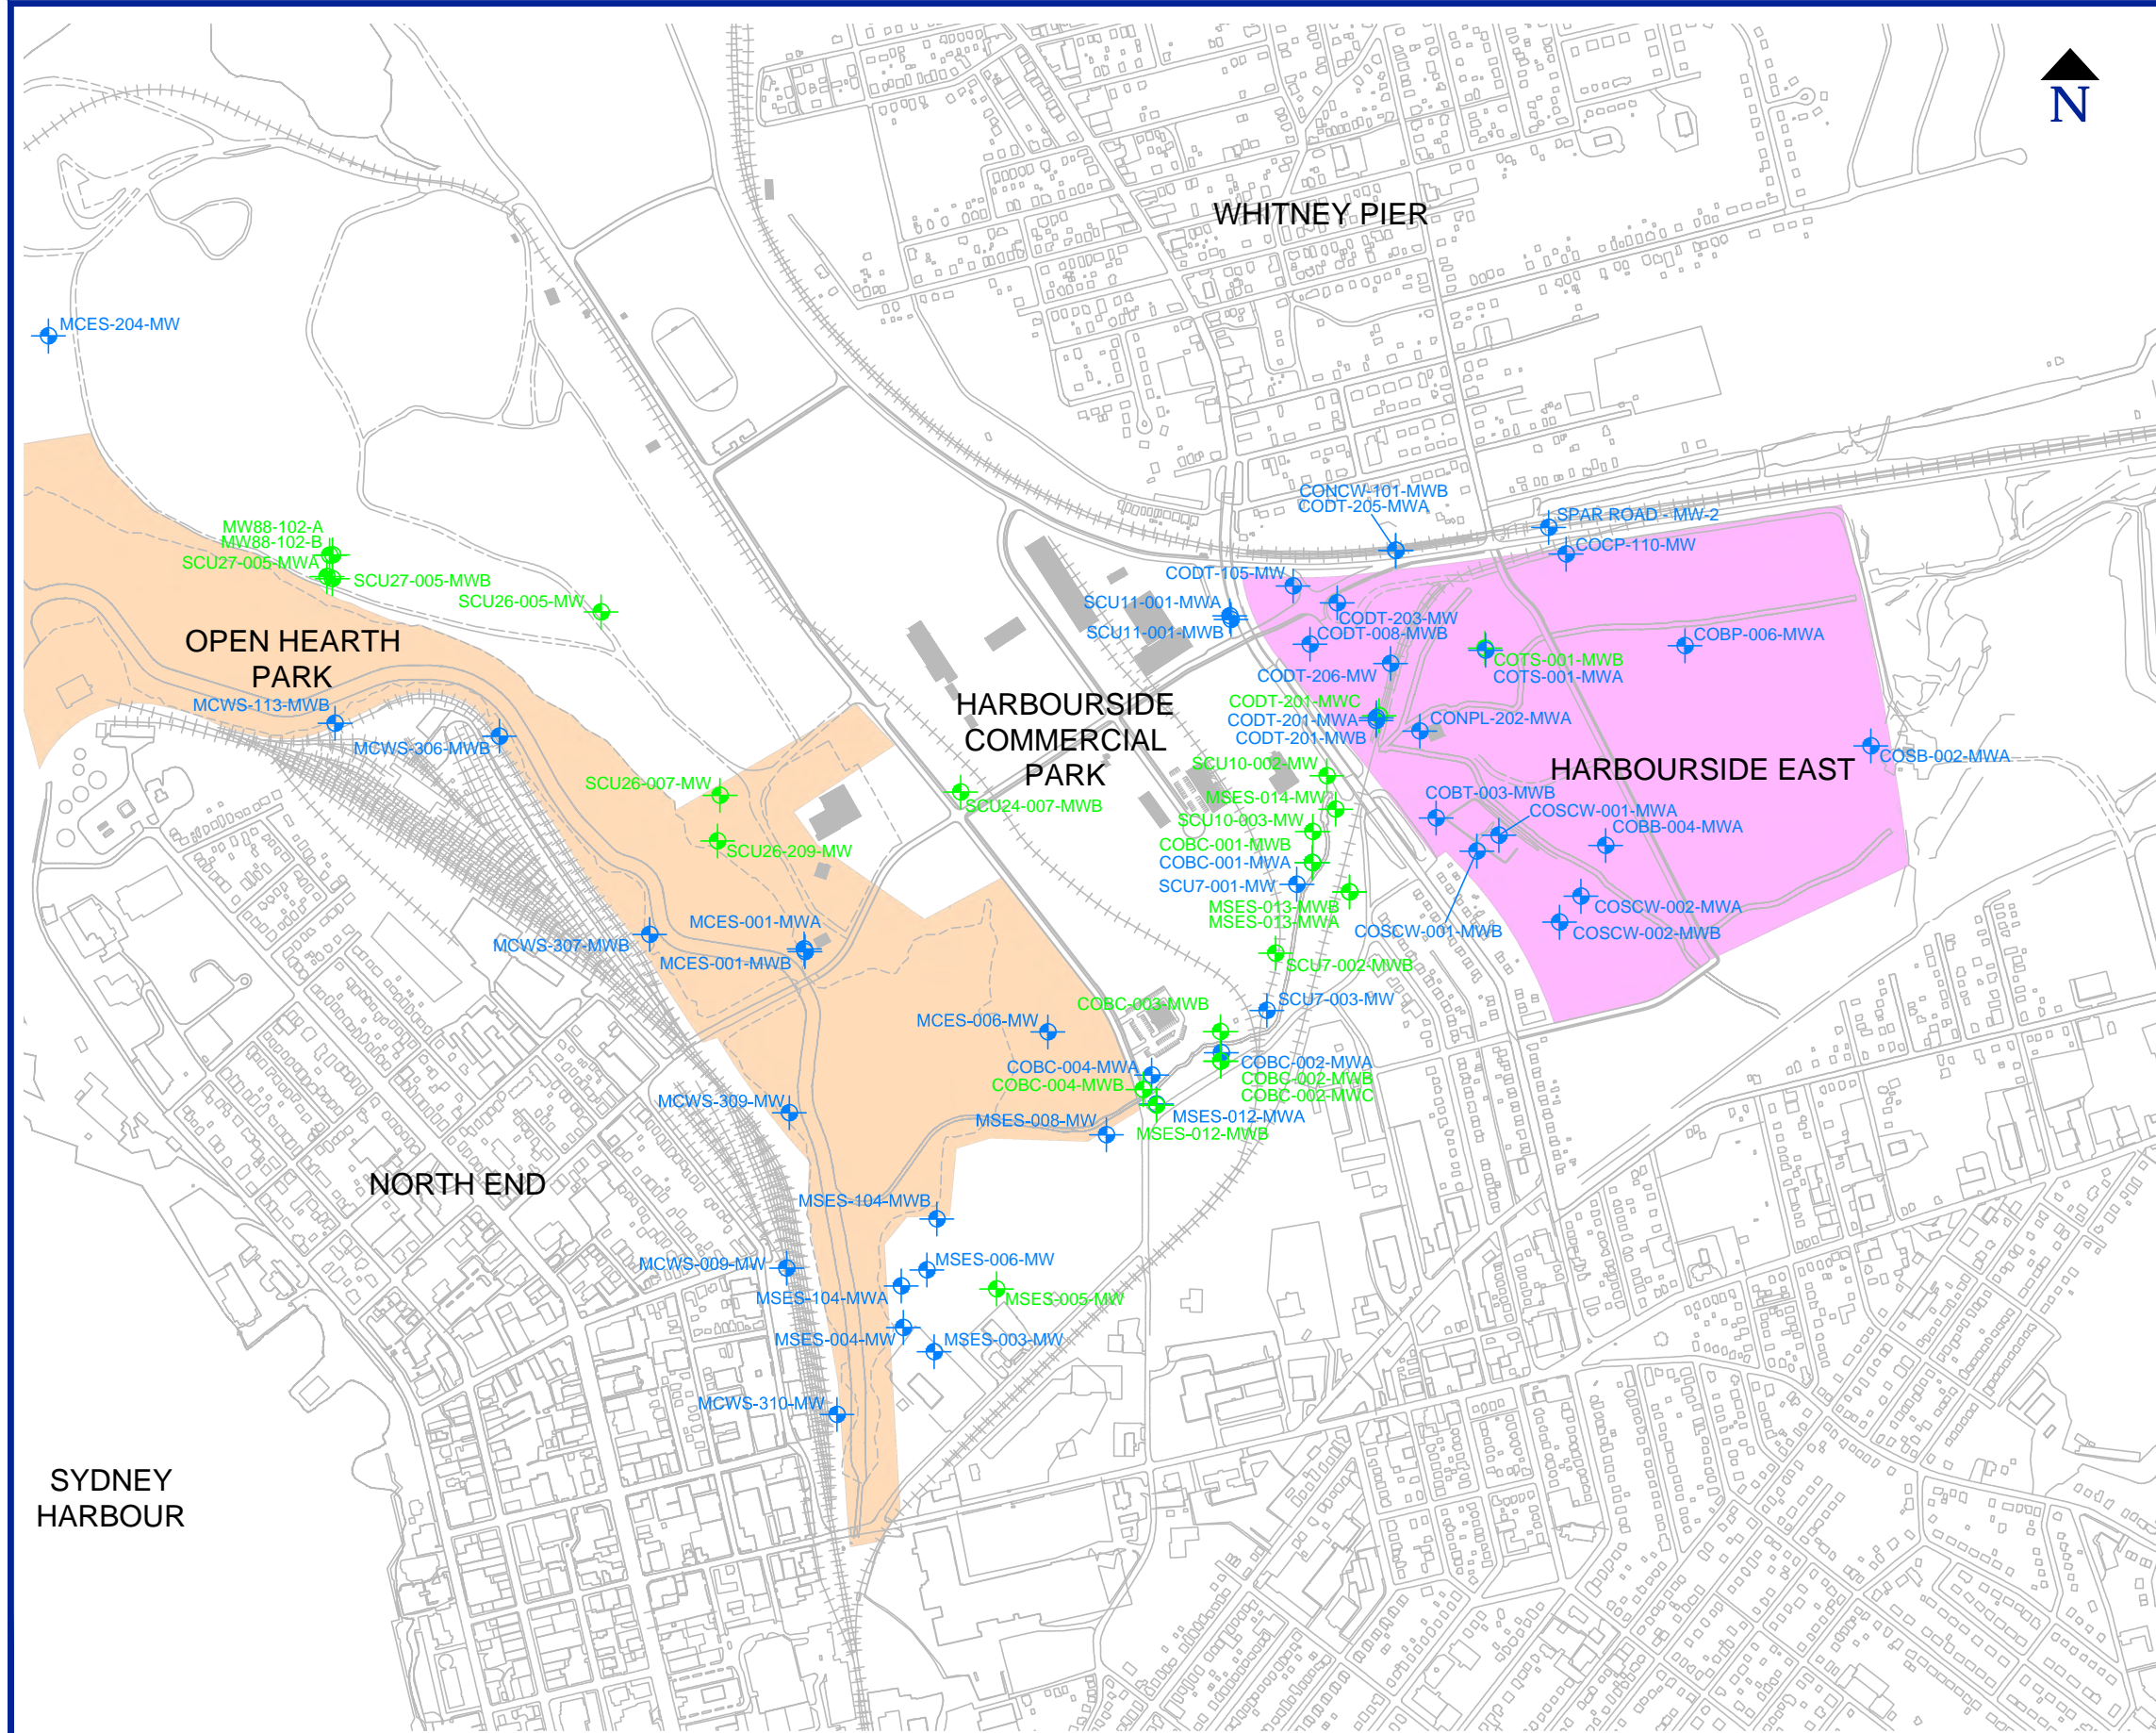 N
WHITNEY PIER
MCES-204-MW
CONCW-101-MWB
CODT-205-MWA
SPAR ROAD - MW-2
COCP-110-MW
MW88-102-A
MW88-102-B
SCU27-005-MWA
SCU27-005-MWB
SCU26-005-MW
CODT-105-MW
SCU11-001-MWA
SCU11-001-MWB
CODT-203-MW
CODT-008-MWB
COBP-006-MWA
OPEN HEARTH
PARK
COTS-001-MWB
COTS-001-MWA
CODT-206-MW
MCWS-113-MWB
MCWS-306-MWB
HARBOURSIDE
COMMERCIAL
PARK
CODT-201-MWC
CODT-201-MWA
CODT-201-MWB
CONPL-202-MWA
COSB-002-MWA
HARBOURSIDE EAST
SCU10-002-MW
SCU26-007-MW
SCU24-007-MWB
MSES-014-MW
SCU10-003-MW
COBT-003-MWB
COSCW-001-MWA
COBB-004-MWA
SCU26-209-MW
COBC-001-MWB
COBC-001-MWA
SCU7-001-MW
MSES-013-MWB
MSES-013-MWA
COSCW-001-MWB
COSCW-002-MWA
COSCW-002-MWB
MCES-001-MWA
MCWS-307-MWB
MCES-001-MWB
SCU7-002-MWB
COBC-003-MWB
SCU7-003-MW
MCES-006-MW
COBC-004-MWA
COBC-004-MWB
COBC-002-MWA
COBC-002-MWB
COBC-002-MWC
MCWS-309-MW
MSES-008-MW
MSES-012-MWA
MSES-012-MWB
NORTH END
MSES-104-MWB
MCWS-009-MW
MSES-006-MW
MSES-104-MWA
MSES-005-MW
MSES-004-MW
MSES-003-MW
MCWS-310-MW
SYDNEY
HARBOUR